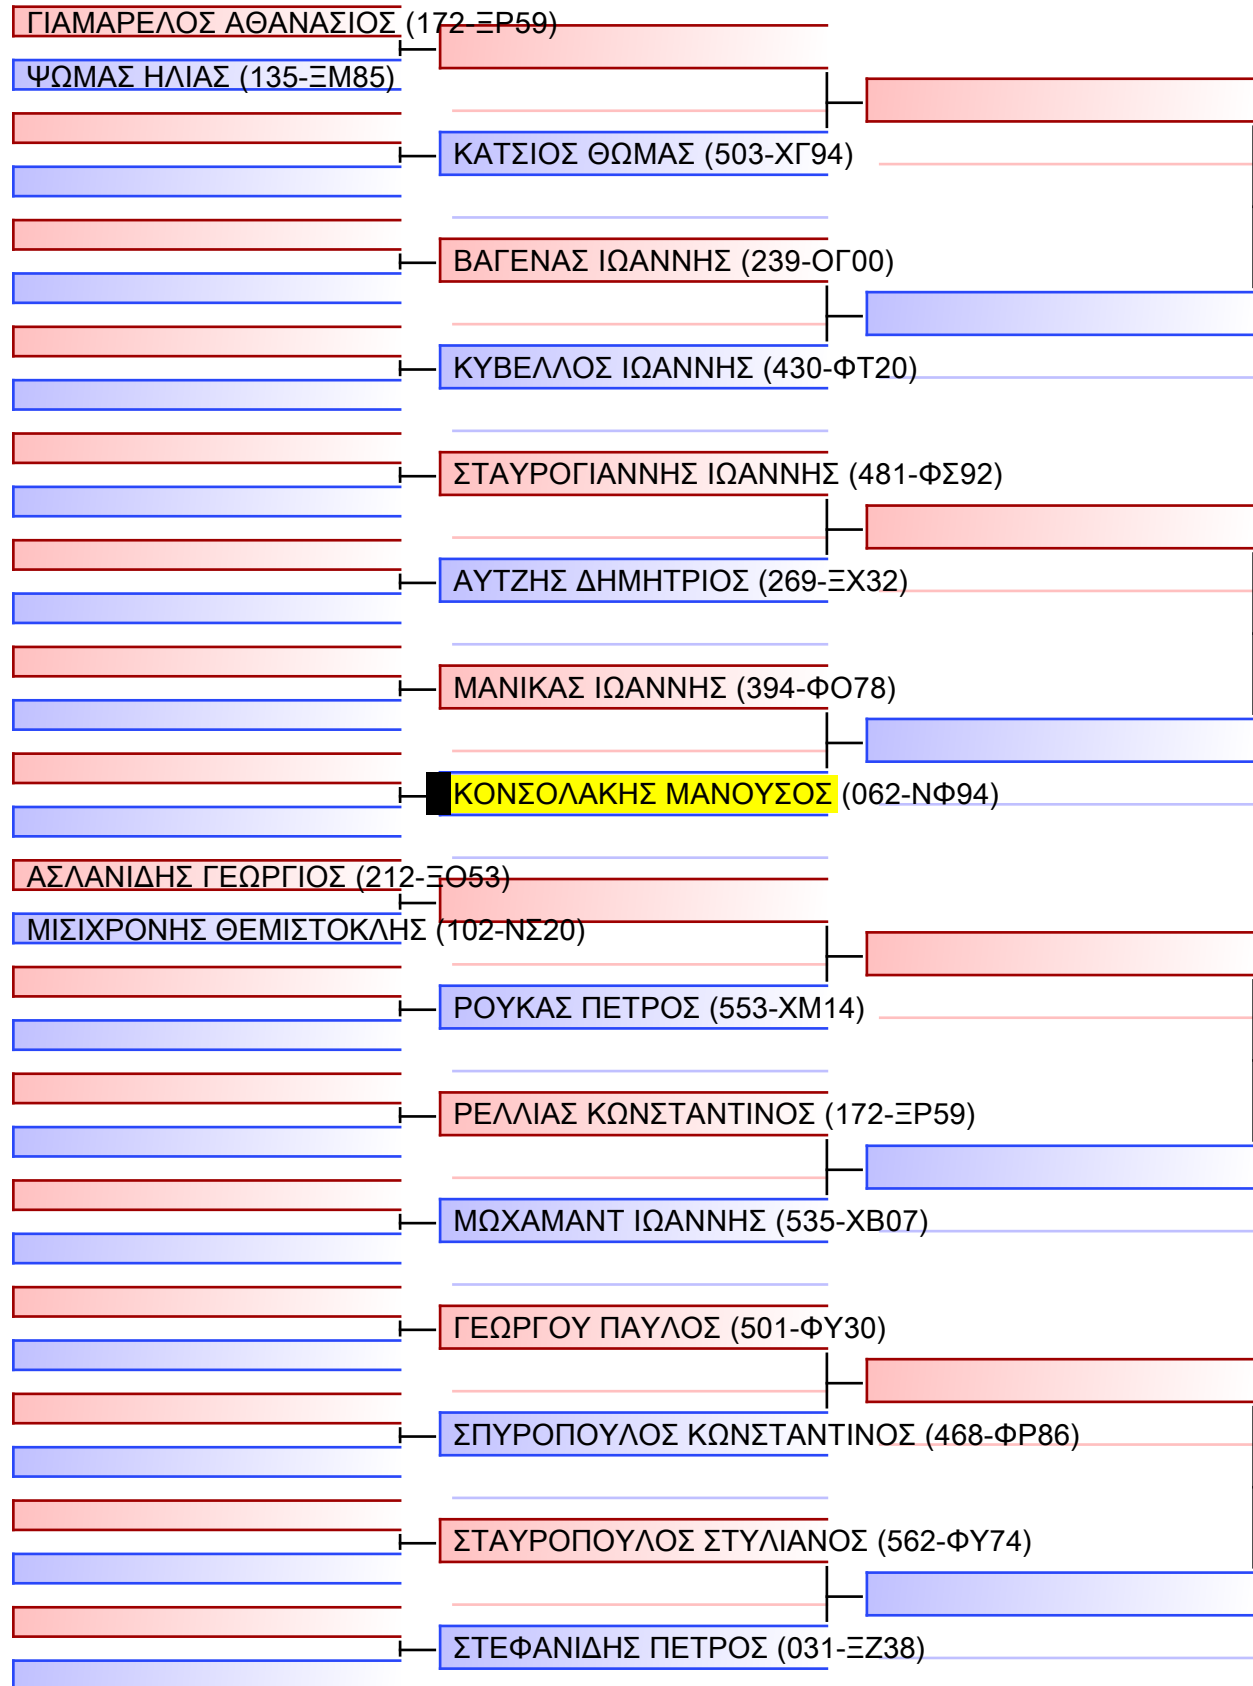 ΓΙΑΜΑΡΕΛΟΣ ΑΘΑΝΑΣΙΟΣ (172-ΞΡ59)
ΨΩΜΑΣ ΗΛΙΑΣ (135-ΞΜ85)
ΚΑΤΣΙΟΣ ΘΩΜΑΣ (503-ΧΓ94)
ΒΑΓΕΝΑΣ ΙΩΑΝΝΗΣ (239-ΟΓ00)
ΚΥΒΕΛΛΟΣ ΙΩΑΝΝΗΣ (430-ΦΤ20)
ΣΤΑΥΡΟΓΙΑΝΝΗΣ ΙΩΑΝΝΗΣ (481-ΦΣ92)
ΑΥΤΖΗΣ ΔΗΜΗΤΡΙΟΣ (269-ΞΧ32)
ΜΑΝΙΚΑΣ ΙΩΑΝΝΗΣ (394-ΦΟ78)
ΚΟΝΣΟΛΑΚΗΣ ΜΑΝΟΥΣΟΣ (062-ΝΦ94)
ΑΣΛΑΝΙΔΗΣ ΓΕΩΡΓΙΟΣ (212-ΞΟ53)
ΜΙΣΙΧΡΟΝΗΣ ΘΕΜΙΣΤΟΚΛΗΣ (102-ΝΣ20)
ΡΟΥΚΑΣ ΠΕΤΡΟΣ (553-ΧΜ14)
ΡΕΛΛΙΑΣ ΚΩΝΣΤΑΝΤΙΝΟΣ (172-ΞΡ59)
ΜΩΧΑΜΑΝΤ ΙΩΑΝΝΗΣ (535-ΧΒ07)
ΓΕΩΡΓΟΥ ΠΑΥΛΟΣ (501-ΦΥ30)
ΣΠΥΡΟΠΟΥΛΟΣ ΚΩΝΣΤΑΝΤΙΝΟΣ (468-ΦΡ86)
ΣΤΑΥΡΟΠΟΥΛΟΣ ΣΤΥΛΙΑΝΟΣ (562-ΦΥ74)
ΣΤΕΦΑΝΙΔΗΣ ΠΕΤΡΟΣ (031-ΞΖ38)